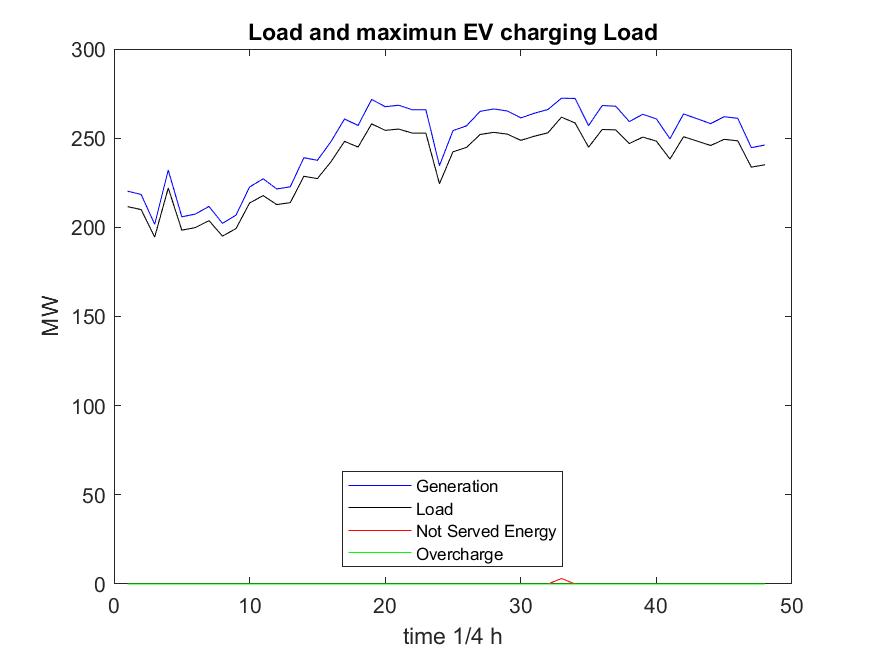 Load and maximun EV charging Load
300
250
200
150
100
50
0
MW
Generation
Load
Not Served Energy
Overcharge
0 10 20 30 40 50
time 1/4 h